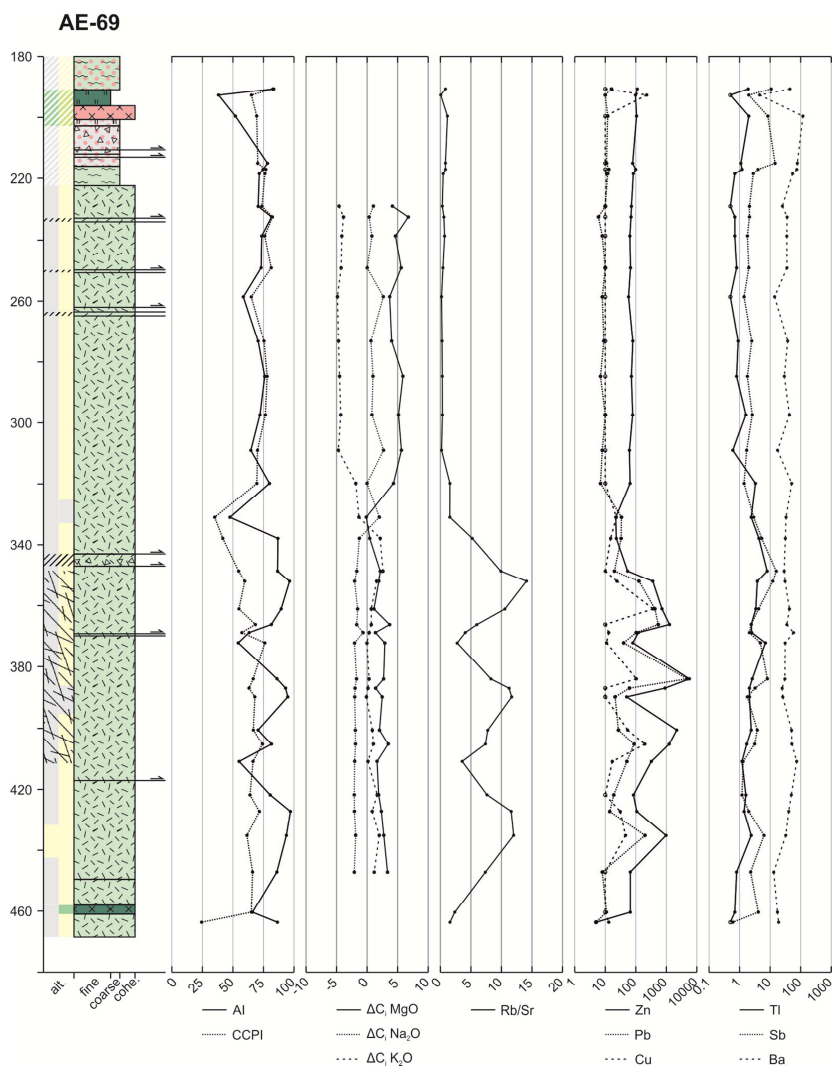 AE-69
180
220
260
300
340
380
420
460
alt
fine
coarse
cohe.
0 25 50 75 100
-10 -5 0 5 10
0 5 10 15 20
1 10 100 1000 10000
0.1 1 10 100 1000
AI
CCPI
ΔCᵢ MgO
ΔCᵢ Na₂O
ΔCᵢ K₂O
Rb/Sr
Zn
Pb
Cu
Tl
Sb
Ba